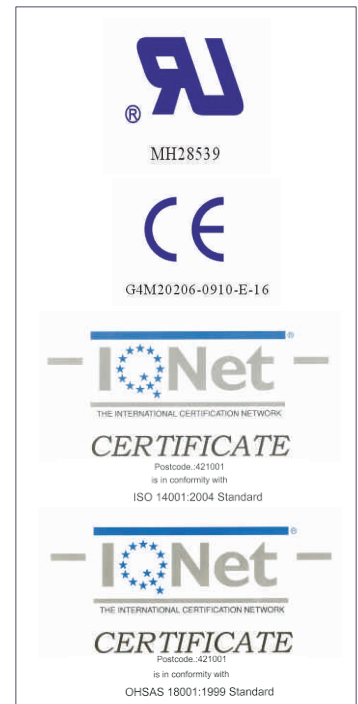 ®
MH28539
CE
G4M20206-0910-E-16
IQNet ®
THE INTERNATIONAL CERTIFICATION NETWORK
CERTIFICATE
Postcode.:421001
is in conformity with
ISO 14001:2004 Standard
IQNet ®
THE INTERNATIONAL CERTIFICATION NETWORK
CERTIFICATE
Postcode.:421001
is in conformity with
OHSAS 18001:1999 Standard